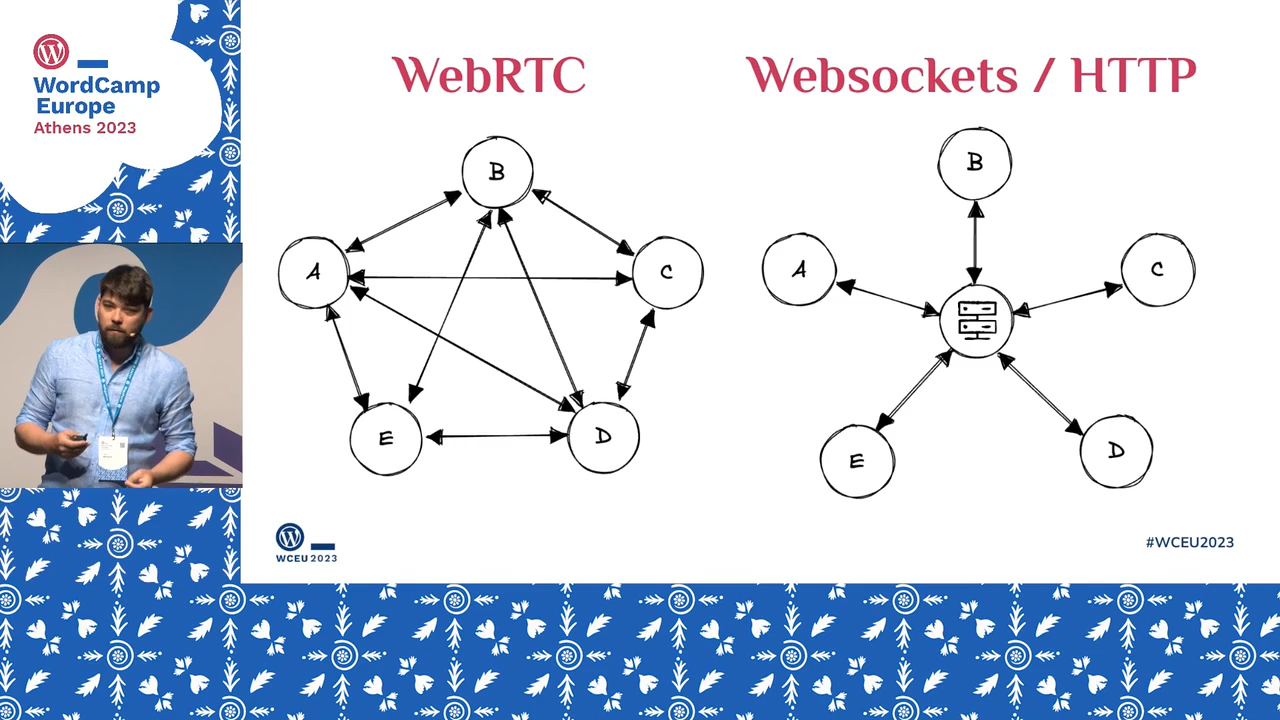 WordCamp
Europe
Athens 2023
WebRTC
Websockets / HTTP
B
A
C
E
D
B
A
C
E
D
WCEU 2023
#WCEU2023